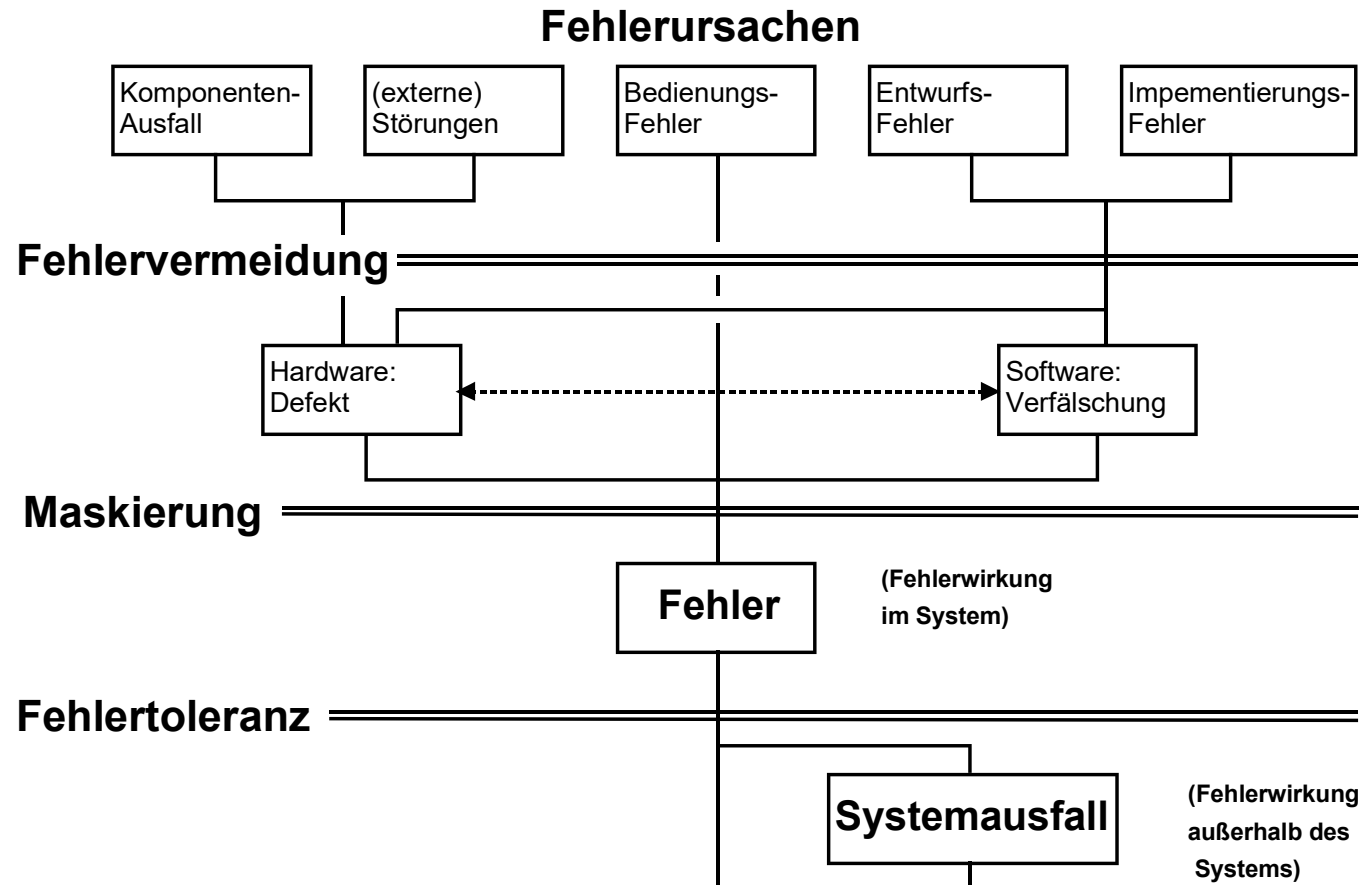 Fehlerursachen
Komponenten-
Ausfall
(externe)
Störungen
Bedienungs-
Fehler
Entwurfs-
Fehler
Impementierungs-
Fehler
Fehlervermeidung
Hardware:
Defekt
Software:
Verfälschung
Maskierung
Fehler
(Fehlerwirkung
im System)
Fehlertoleranz
Systemausfall
(Fehlerwirkung
außerhalb des
Systems)